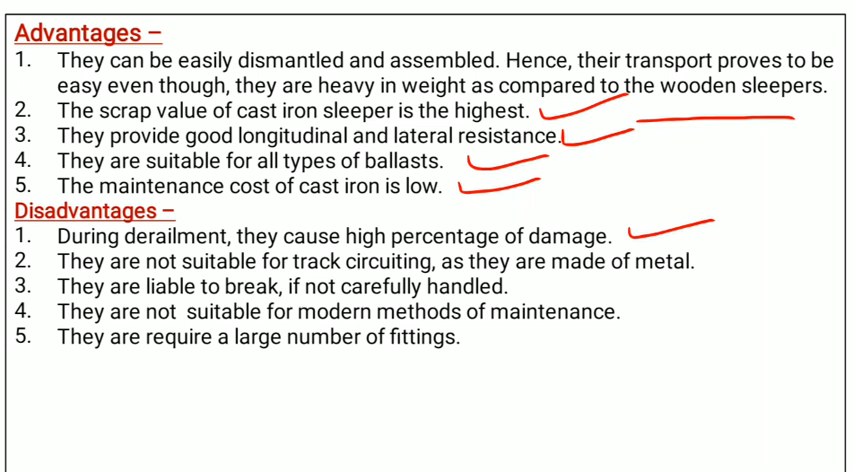 Advantages –
1. They can be easily dismantled and assembled. Hence, their transport proves to be
easy even though, they are heavy in weight as compared to the wooden sleepers.
2. The scrap value of cast iron sleeper is the highest.
3. They provide good longitudinal and lateral resistance.
4. They are suitable for all types of ballasts.
5. The maintenance cost of cast iron is low.
Disadvantages –
1. During derailment, they cause high percentage of damage.
2. They are not suitable for track circuiting, as they are made of metal.
3. They are liable to break, if not carefully handled.
4. They are not  suitable for modern methods of maintenance.
5. They are require a large number of fittings.